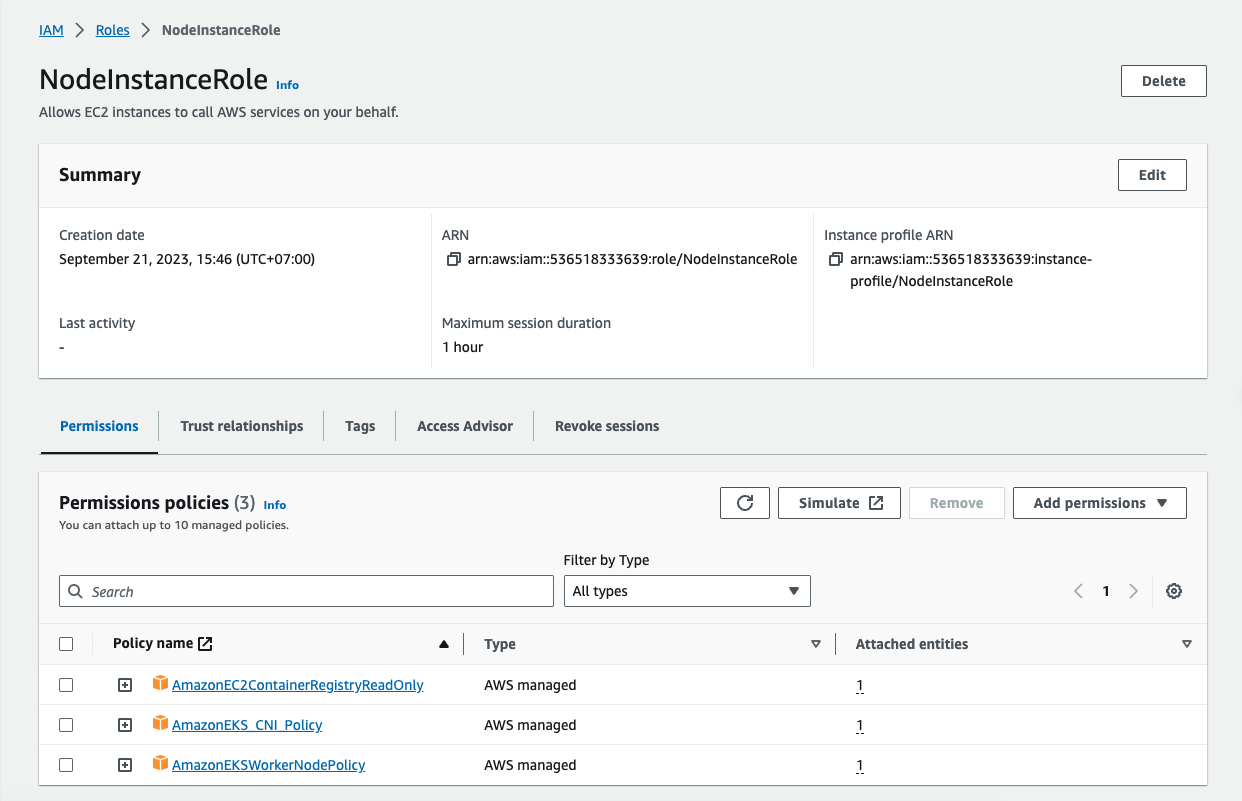 IAM > Roles > NodeInstanceRole
NodeInstanceRole Info
Delete
Allows EC2 instances to call AWS services on your behalf.
Summary
Edit
Creation date
September 21, 2023, 15:46 (UTC+07:00)
ARN
arn:aws:iam::536518333639:role/NodeInstanceRole
Instance profile ARN
arn:aws:iam::536518333639:instance-
profile/NodeInstanceRole
Last activity
-
Maximum session duration
1 hour
Permissions Trust relationships Tags Access Advisor Revoke sessions
Permissions policies (3) Info
You can attach up to 10 managed policies.
Simulate Remove Add permissions
Filter by Type
Search
All types
1
Policy name Type Attached entities
AmazonEC2ContainerRegistryReadOnly AWS managed 1
AmazonEKS_CNI_Policy AWS managed 1
AmazonEKSWorkerNodePolicy AWS managed 1